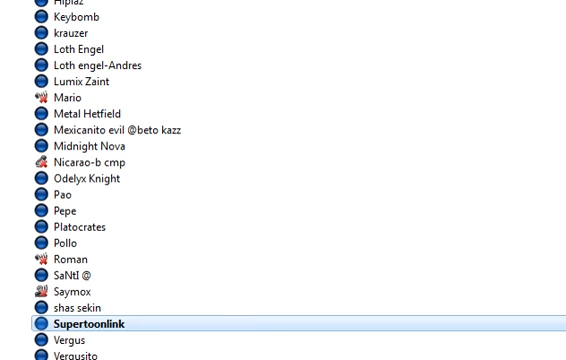 Hiplaz
Keybomb
krauzer
Loth Engel
Loth engel-Andres
Lumix Zaint
Mario
Metal Hetfield
Mexicanito evil @beto kazz
Midnight Nova
Nicarao-b cmp
Odelyx Knight
Pao
Pepe
Platocrates
Pollo
Roman
SaNtI @
Saymox
shas sekin
Supertoonlink
Vergus
Vergusito